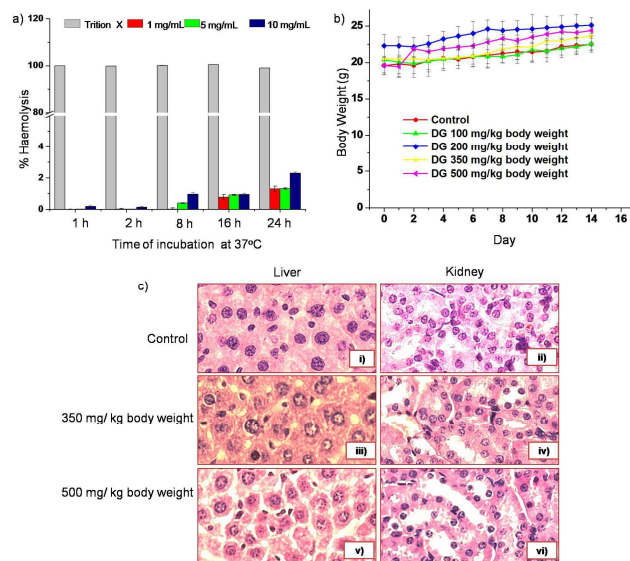 a)
Trition X
1 mg/mL
5 mg/mL
10 mg/mL
% Haemolysis
120
100
80
4
2
0
1 h
2 h
8 h
16 h
24 h
Time of incubation at 37ºC
b)
Body Weight (g)
25
20
15
10
5
0
Control
DG 100 mg/kg body weight
DG 200 mg/kg body weight
DG 350 mg/kg body weight
DG 500 mg/kg body weight
0 2 4 6 8 10 12 14 16
Day
c)
Liver
Kidney
Control
i)
ii)
350 mg/ kg body weight
iii)
iv)
500 mg/ kg body weight
v)
vi)